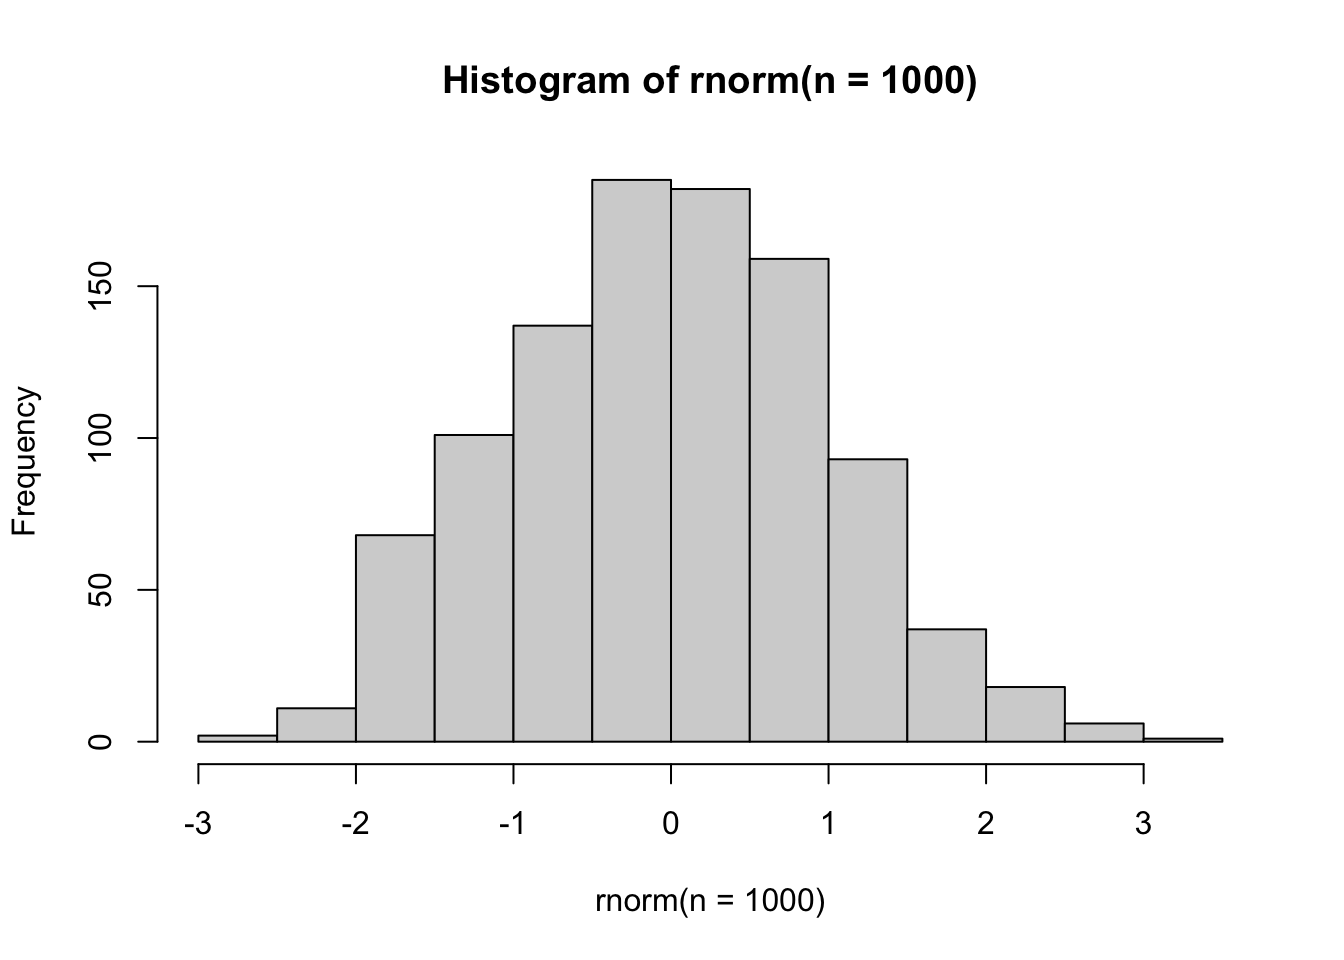 Histogram of rnorm(n = 1000)
150
100
50
0
Frequency
-3 -2 -1 0 1 2 3
rnorm(n = 1000)